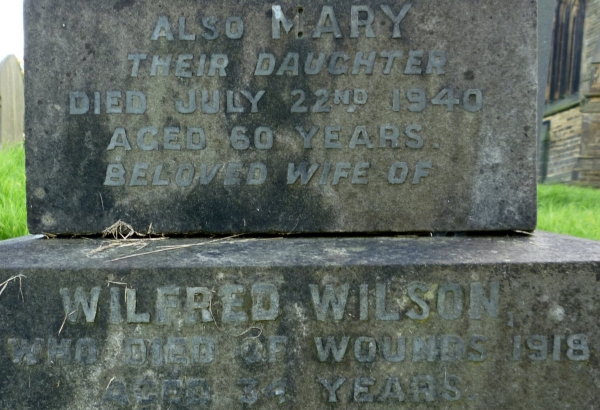 ALSO MARY
THEIR DAUGHTER
DIED JULY 22ND 1940
AGED 60 YEARS.
BELOVED WIFE OF
WILFRED WILSON
WHO DIED OF WOUNDS 1918
AGED 34 YEARS.